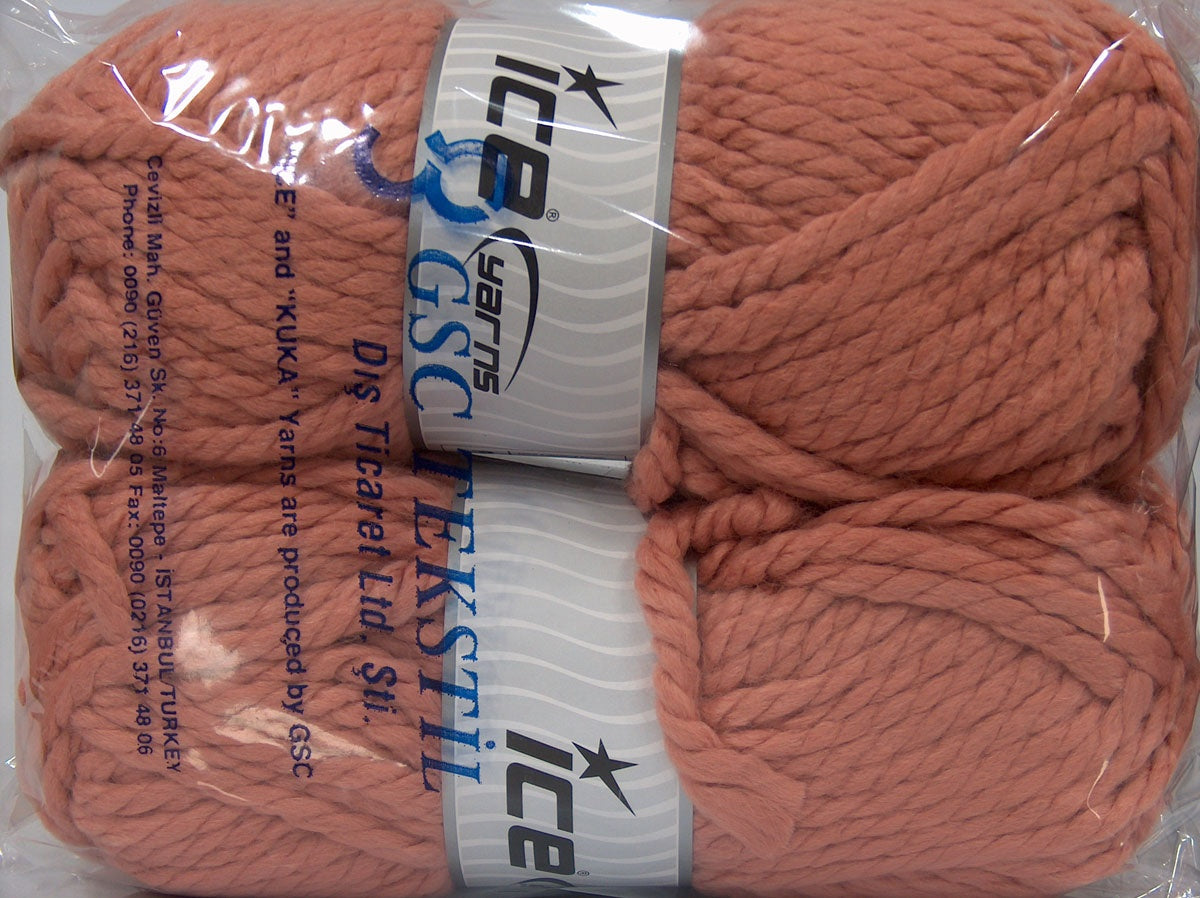 ice
yarns
ice
GSC TEKSTİL
Dış Ticaret Ltd. Şti.
and "KUKA" Yarns are produced by GSC
Cevizli Mah. Güven Sk. No:6 Maltepe - İSTANBUL/TURKEY
Phone: 0090 (216) 371 48 05 Fax: 0090 (0216) 371 48 06